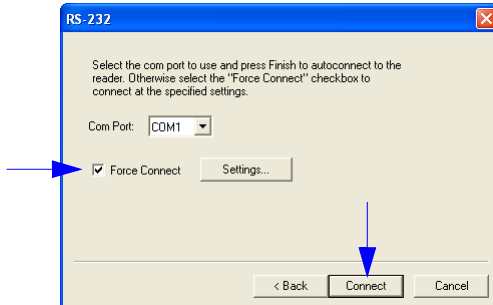 RS-232
Select the com port to use and press Finish to autoconnect to the
reader. Otherwise select the "Force Connect" checkbox to
connect at the specified settings.
Com Port: COM1
Force Connect Settings...
< Back Connect Cancel